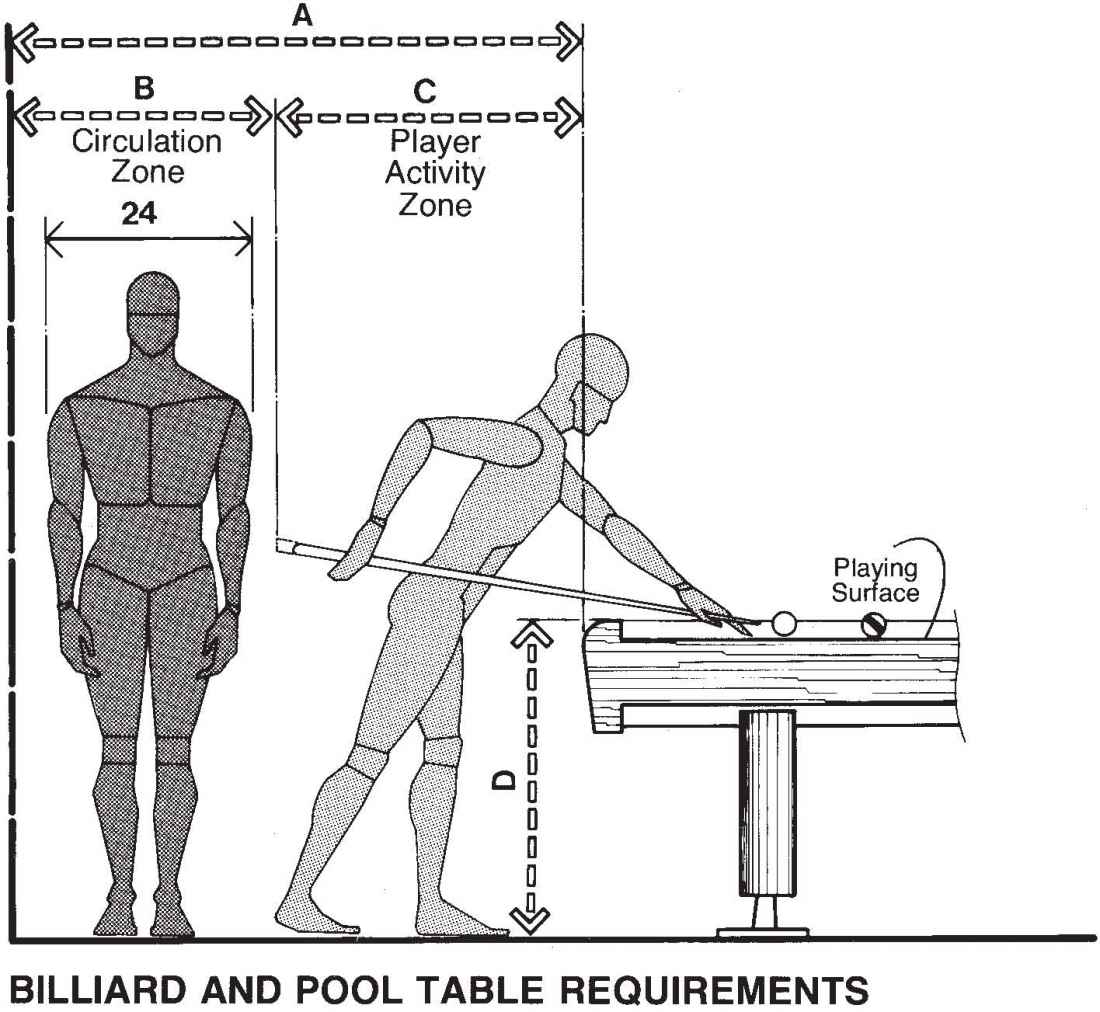 A
B
C
Circulation
Zone
Player
Activity
Zone
24
Playing
Surface
D
BILLIARD AND POOL TABLE REQUIREMENTS